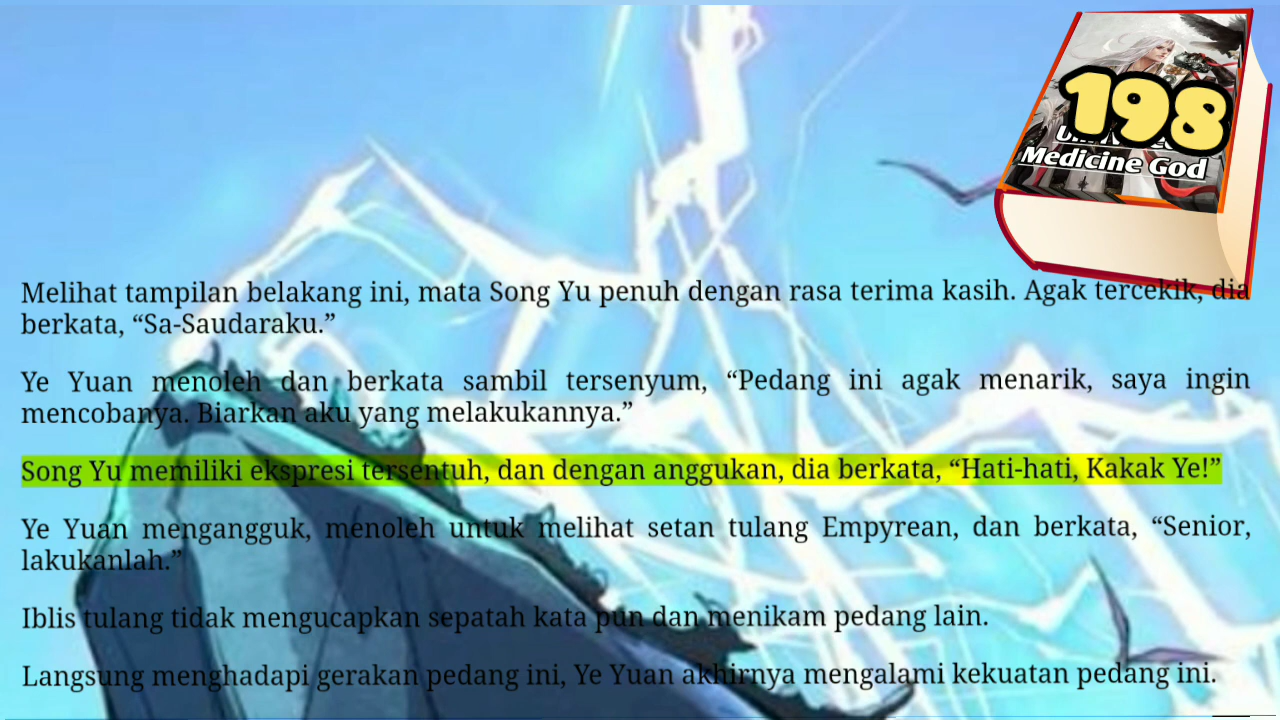 198
Medicine God
Melihat tampilan belakang ini, mata Song Yu penuh dengan rasa terima kasih. Agak tercekik, dia
berkata, “Sa-Saudaraku.”
Ye Yuan menoleh dan berkata sambil tersenyum, “Pedang ini agak menarik, saya ingin
mencobanya. Biarkan aku yang melakukannya.”
Song Yu memiliki ekspresi tersentuh, dan dengan anggukan, dia berkata, “Hati-hati, Kakak Ye!”
Ye Yuan mengangguk, menoleh untuk melihat setan tulang Empyrean, dan berkata, “Senior,
lakukanlah.”
Iblis tulang tidak mengucapkan sepatah kata pun dan menikam pedang lain.
Langsung menghadapi gerakan pedang ini, Ye Yuan akhirnya mengalami kekuatan pedang ini.